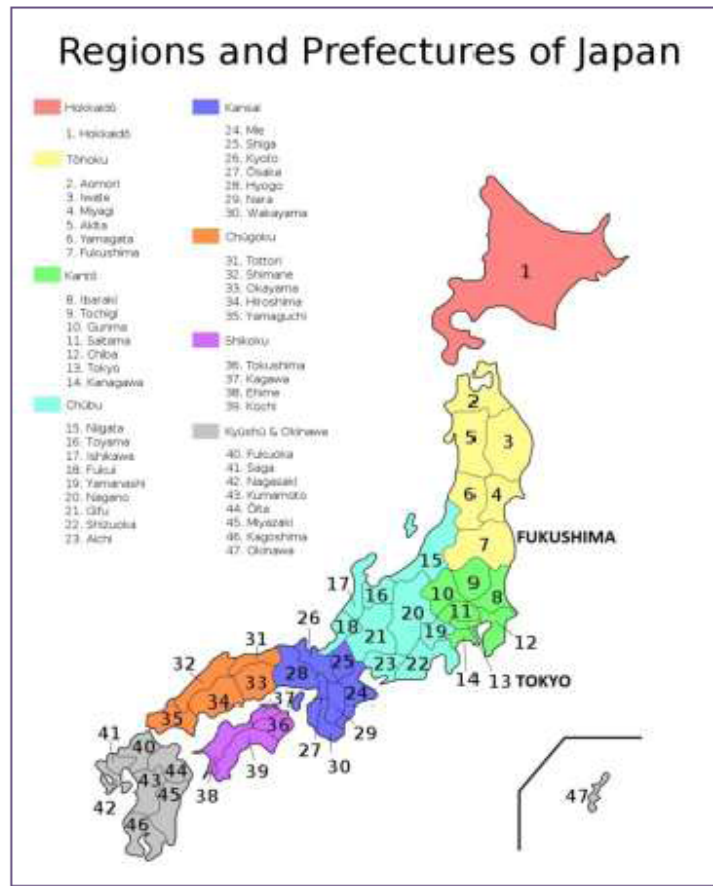 Regions and Prefectures of Japan
Hokkaidō
1. Hokkaidō
Tōhoku
2. Aomori
3. Iwate
4. Miyagi
5. Akita
6. Yamagata
7. Fukushima
Kantō
8. Ibaraki
9. Tochigi
10. Gunma
11. Saitama
12. Chiba
13. Tokyo
14. Kanagawa
Chūbu
15. Niigata
16. Toyama
17. Ishikawa
18. Fukui
19. Yamanashi
20. Nagano
21. Gifu
22. Shizuoka
23. Aichi
Kansai
24. Mie
25. Shiga
26. Kyoto
27. Ōsaka
28. Hyogo
29. Nara
30. Wakayama
Chūgoku
31. Tottori
32. Shimane
33. Okayama
34. Hiroshima
35. Yamaguchi
Shikoku
36. Tokushima
37. Kagawa
38. Ehime
39. Kochi
Kyūshū & Okinawa
40. Fukuoka
41. Saga
42. Nagasaki
43. Kumamoto
44. Ōita
45. Miyazaki
46. Kagoshima
47. Okinawa
1
2
5
3
6
4
7 FUKUSHIMA
15
9
17
16
10
8
11
20
26
18
21
19
12
31
25
23
22
14
13 TOKYO
32
28
33
37
24
34
35
36
29
41
40
27
30
39
43
44
47
38
42
45
46